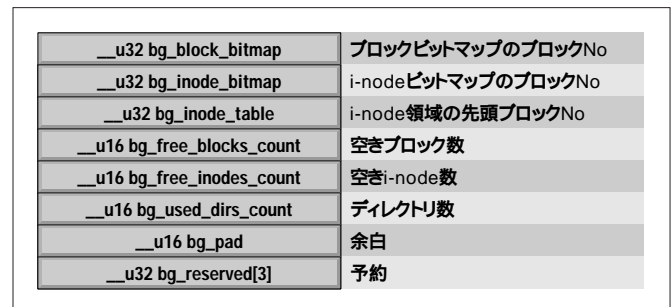 __u32 bg_block_bitmap ブロックビットマップのブロックNo
__u32 bg_inode_bitmap i-nodeビットマップのブロックNo
__u32 bg_inode_table i-node領域の先頭ブロックNo
__u16 bg_free_blocks_count 空きブロック数
__u16 bg_free_inodes_count 空きi-node数
__u16 bg_used_dirs_count ディレクトリ数
__u16 bg_pad 余白
__u32 bg_reserved[3] 予約